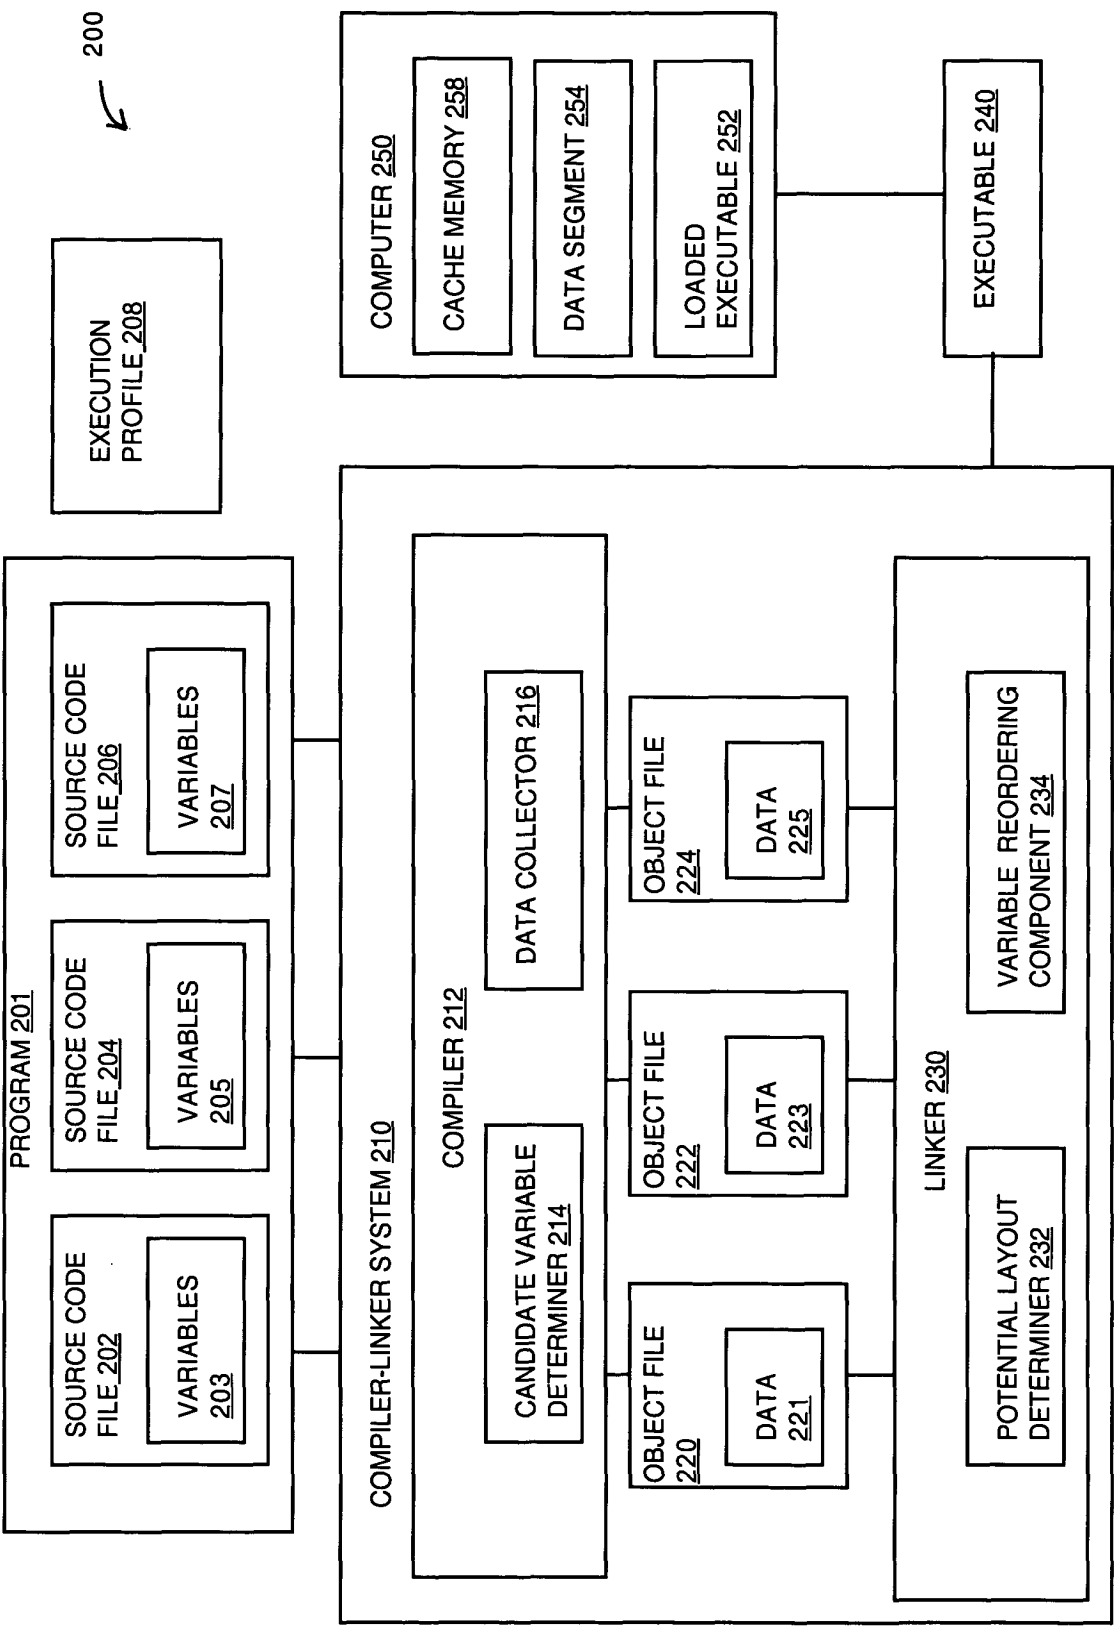 200
PROGRAM 201
SOURCE CODE
FILE 202
VARIABLES
203
SOURCE CODE
FILE 204
VARIABLES
205
SOURCE CODE
FILE 206
VARIABLES
207
EXECUTION
PROFILE 208
COMPILER-LINKER SYSTEM 210
COMPILER 212
CANDIDATE VARIABLE
DETERMINER 214
DATA COLLECTOR 216
OBJECT FILE
220
DATA
221
OBJECT FILE
222
DATA
223
OBJECT FILE
224
DATA
225
LINKER 230
POTENTIAL LAYOUT
DETERMINER 232
VARIABLE REORDERING
COMPONENT 234
COMPUTER 250
CACHE MEMORY 258
DATA SEGMENT 254
LOADED
EXECUTABLE 252
EXECUTABLE 240